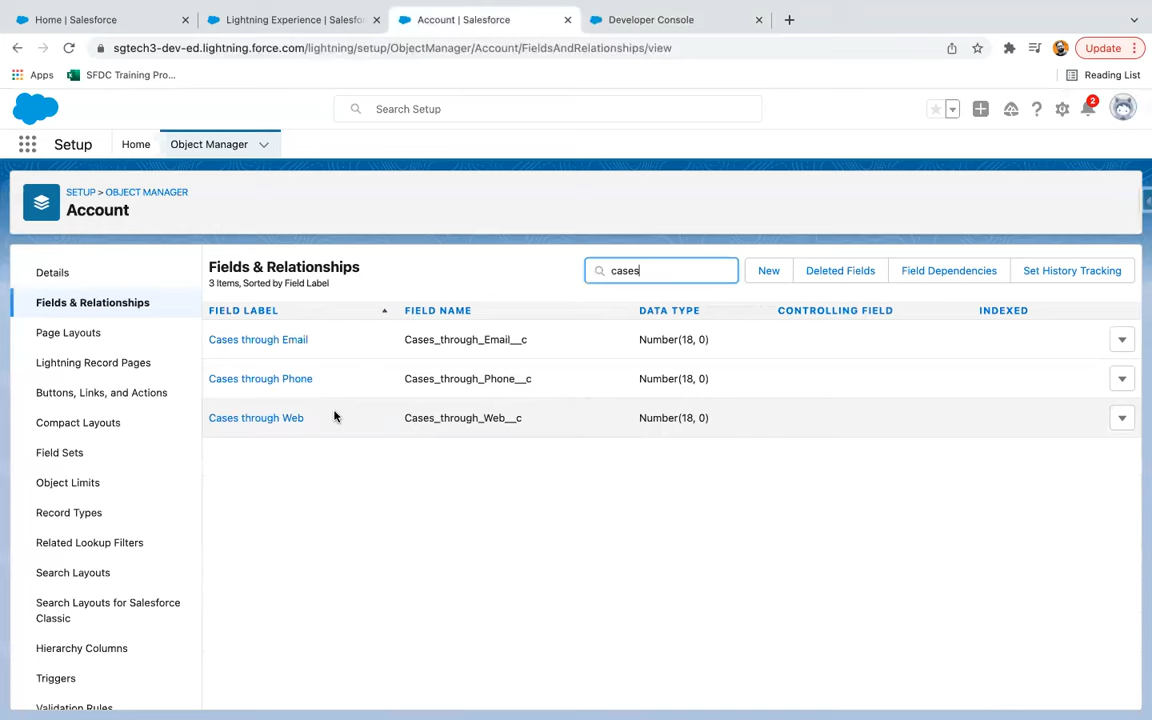 Home | Salesforce
Lightning Experience | Salesfo
Account | Salesforce
Developer Console
sgtech3-dev-ed.lightning.force.com/lightning/setup/ObjectManager/Account/FieldsAndRelationships/view
Update
Apps
SFDC Training Pro...
Reading List
Search Setup
2
Setup
Home
Object Manager
SETUP > OBJECT MANAGER
Account
Details
Fields & Relationships
Page Layouts
Lightning Record Pages
Buttons, Links, and Actions
Compact Layouts
Field Sets
Object Limits
Record Types
Related Lookup Filters
Search Layouts
Search Layouts for Salesforce
Classic
Hierarchy Columns
Triggers
Validation Rules
Fields & Relationships
3 Items, Sorted by Field Label
cases
New
Deleted Fields
Field Dependencies
Set History Tracking
FIELD LABEL FIELD NAME DATA TYPE CONTROLLING FIELD INDEXED
Cases through Email Cases_through_Email__c Number(18, 0)
Cases through Phone Cases_through_Phone__c Number(18, 0)
Cases through Web Cases_through_Web__c Number(18, 0)